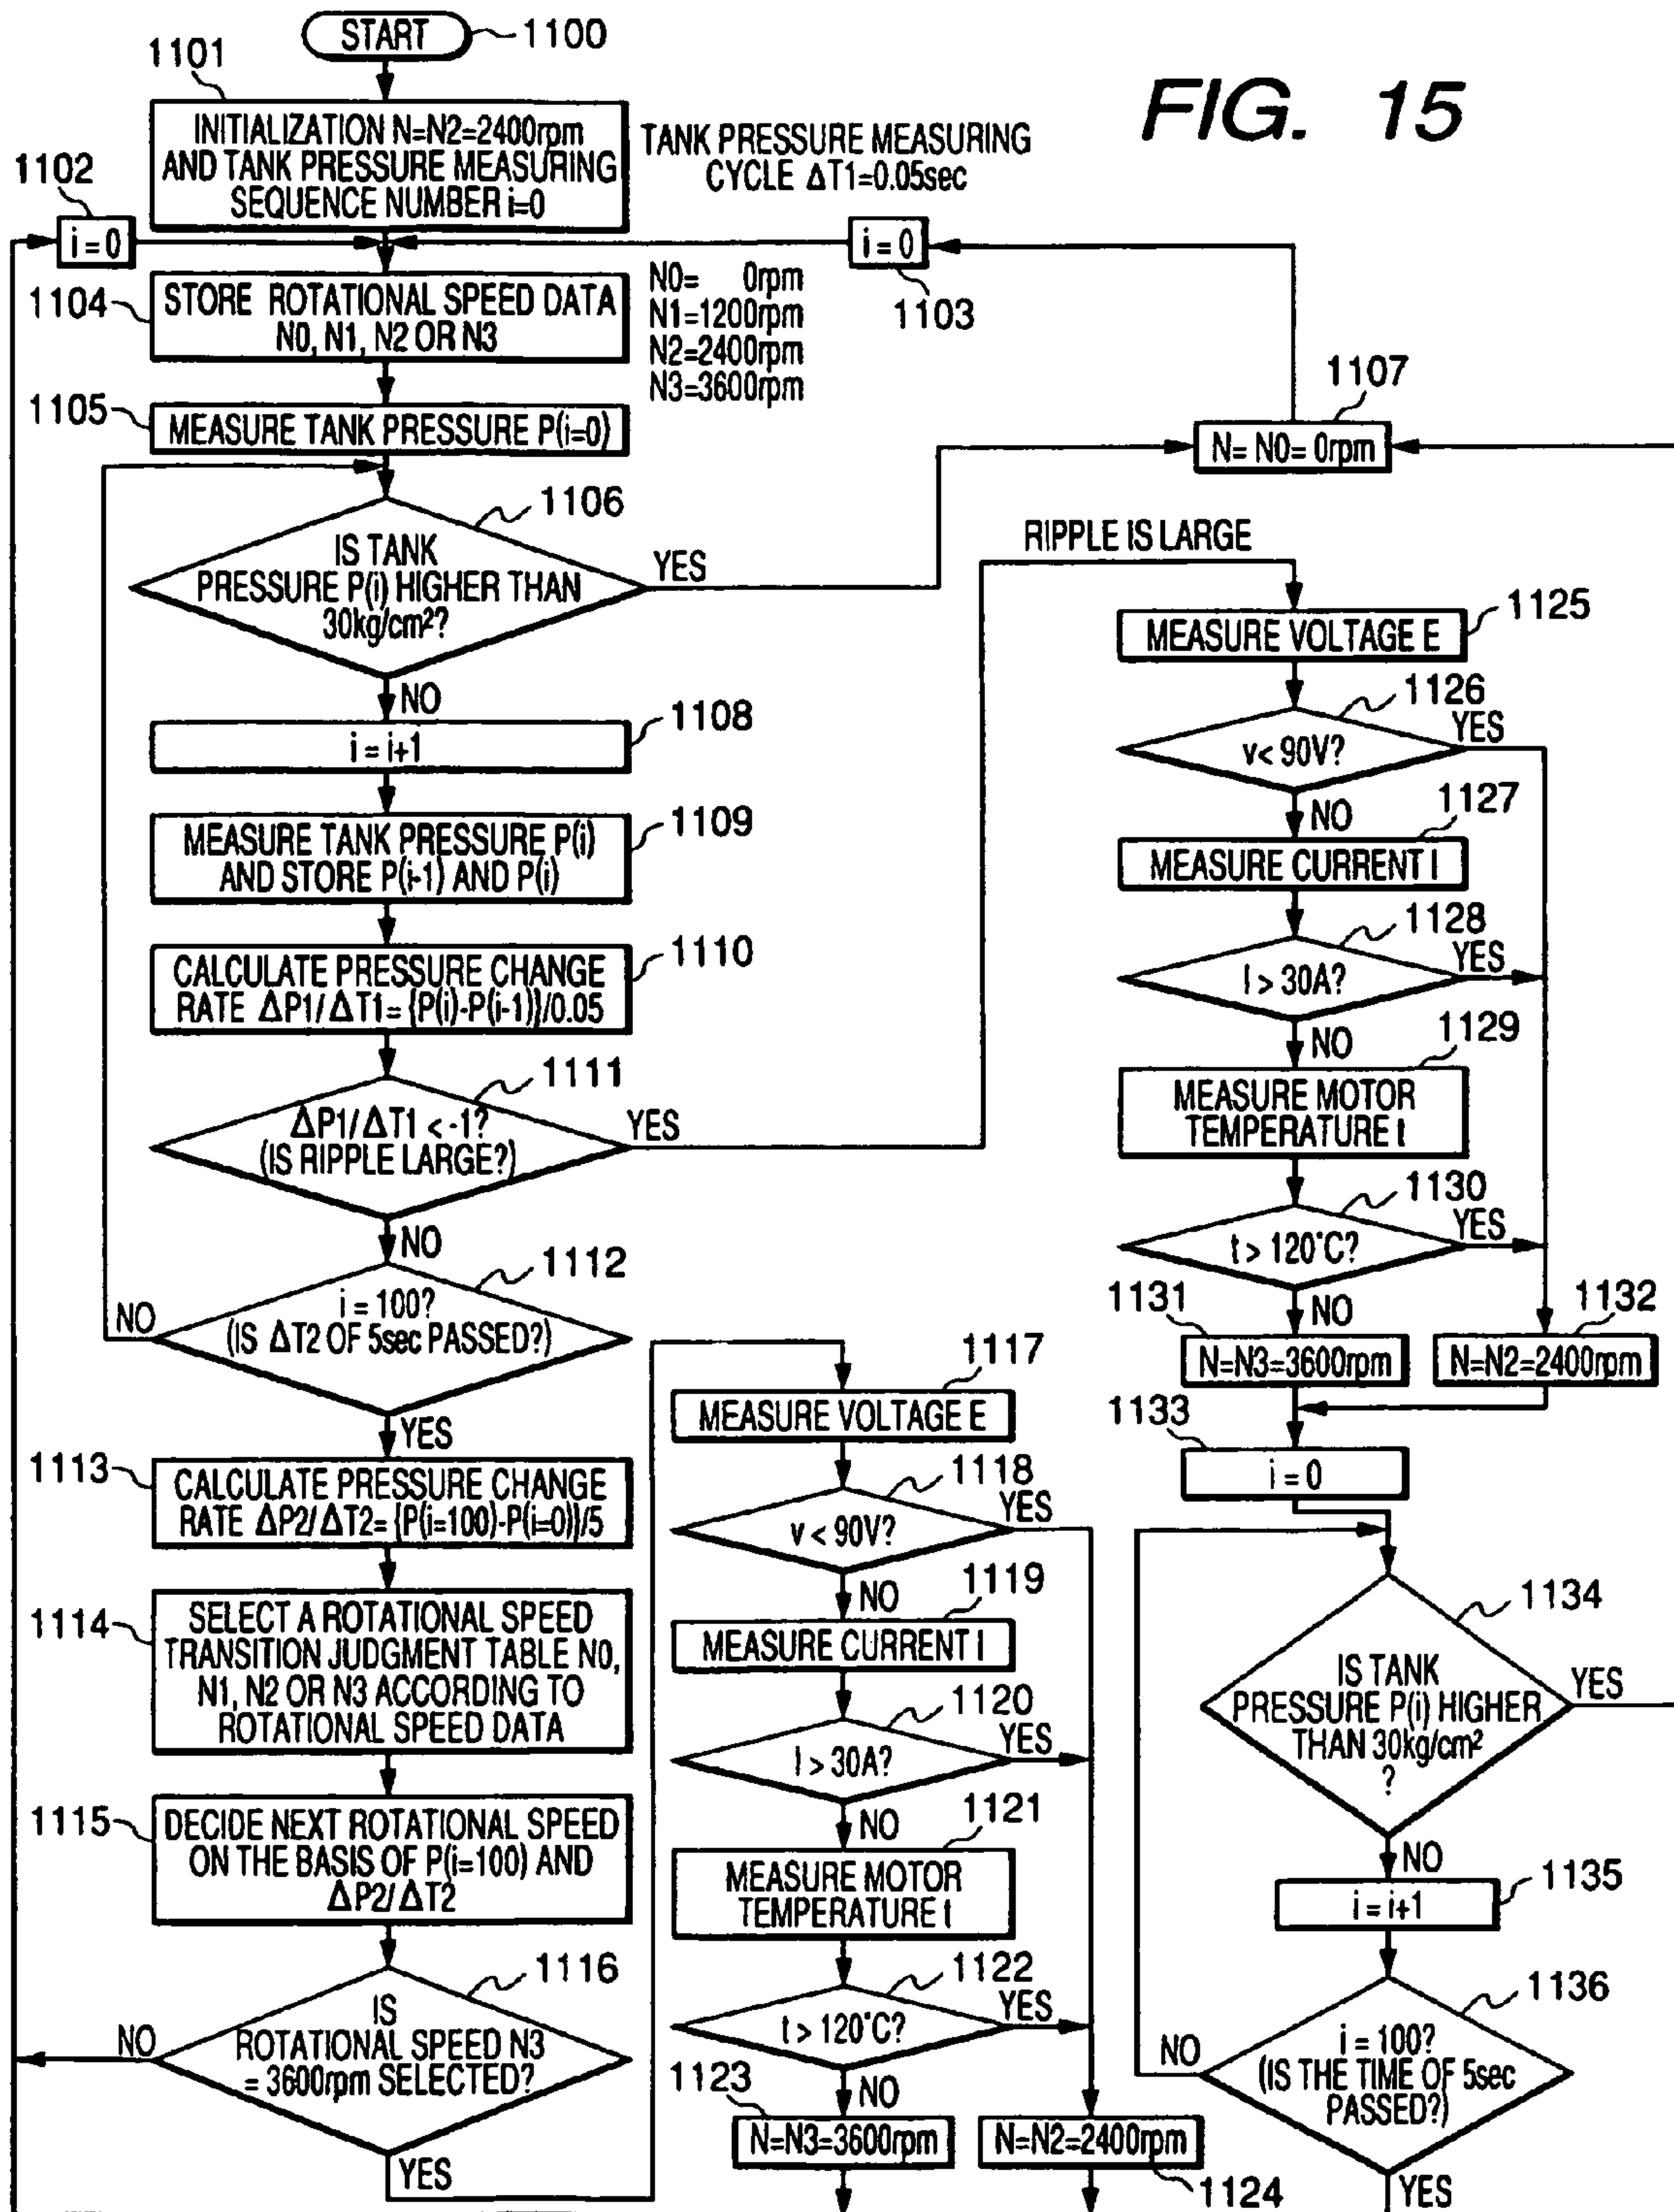 FIG. 15
START
1100
1101
INITIALIZATION N=N2=2400rpm
AND TANK PRESSURE MEASURING
SEQUENCE NUMBER i=0
TANK PRESSURE MEASURING
CYCLE ΔT1=0.05sec
1102
i = 0
i = 0
1103
1104
STORE ROTATIONAL SPEED DATA
N0, N1, N2 OR N3
N0= 0rpm
N1=1200rpm
N2=2400rpm
N3=3600rpm
1105
MEASURE TANK PRESSURE P(i=0)
1107
N= N0= 0rpm
1106
IS TANK
PRESSURE P(i) HIGHER THAN
30kg/cm²?
YES
NO
1108
i = i+1
1109
MEASURE TANK PRESSURE P(i)
AND STORE P(i-1) AND P(i)
1110
CALCULATE PRESSURE CHANGE
RATE ΔP1/ΔT1= {P(i)-P(i-1)}/0.05
1111
ΔP1/ΔT1 < -1?
(IS RIPPLE LARGE?)
YES
NO
1112
i = 100?
(IS ΔT2 OF 5sec PASSED?)
NO
YES
1113
CALCULATE PRESSURE CHANGE
RATE ΔP2/ΔT2= {P(i=100)-P(i=0)}/5
1114
SELECT A ROTATIONAL SPEED
TRANSITION JUDGMENT TABLE N0,
N1, N2 OR N3 ACCORDING TO
ROTATIONAL SPEED DATA
1115
DECIDE NEXT ROTATIONAL SPEED
ON THE BASIS OF P(i=100) AND
ΔP2/ΔT2
1116
IS
ROTATIONAL SPEED N3
= 3600rpm SELECTED?
NO
YES
1117
MEASURE VOLTAGE E
1118
v < 90V?
YES
NO
1119
MEASURE CURRENT I
1120
I > 30A?
YES
NO
1121
MEASURE MOTOR
TEMPERATURE t
1122
t > 120°C?
YES
NO
1123
N=N3=3600rpm
N=N2=2400rpm
1124
RIPPLE IS LARGE
1125
MEASURE VOLTAGE E
1126
v< 90V?
YES
NO
1127
MEASURE CURRENT I
1128
I > 30A?
YES
NO
1129
MEASURE MOTOR
TEMPERATURE t
1130
t > 120°C?
YES
NO
1131
N=N3=3600rpm
1132
N=N2=2400rpm
1133
i = 0
1134
IS TANK
PRESSURE P(i) HIGHER
THAN 30kg/cm²
?
YES
NO
1135
i = i+1
1136
i = 100?
(IS THE TIME OF 5sec
PASSED?)
NO
YES